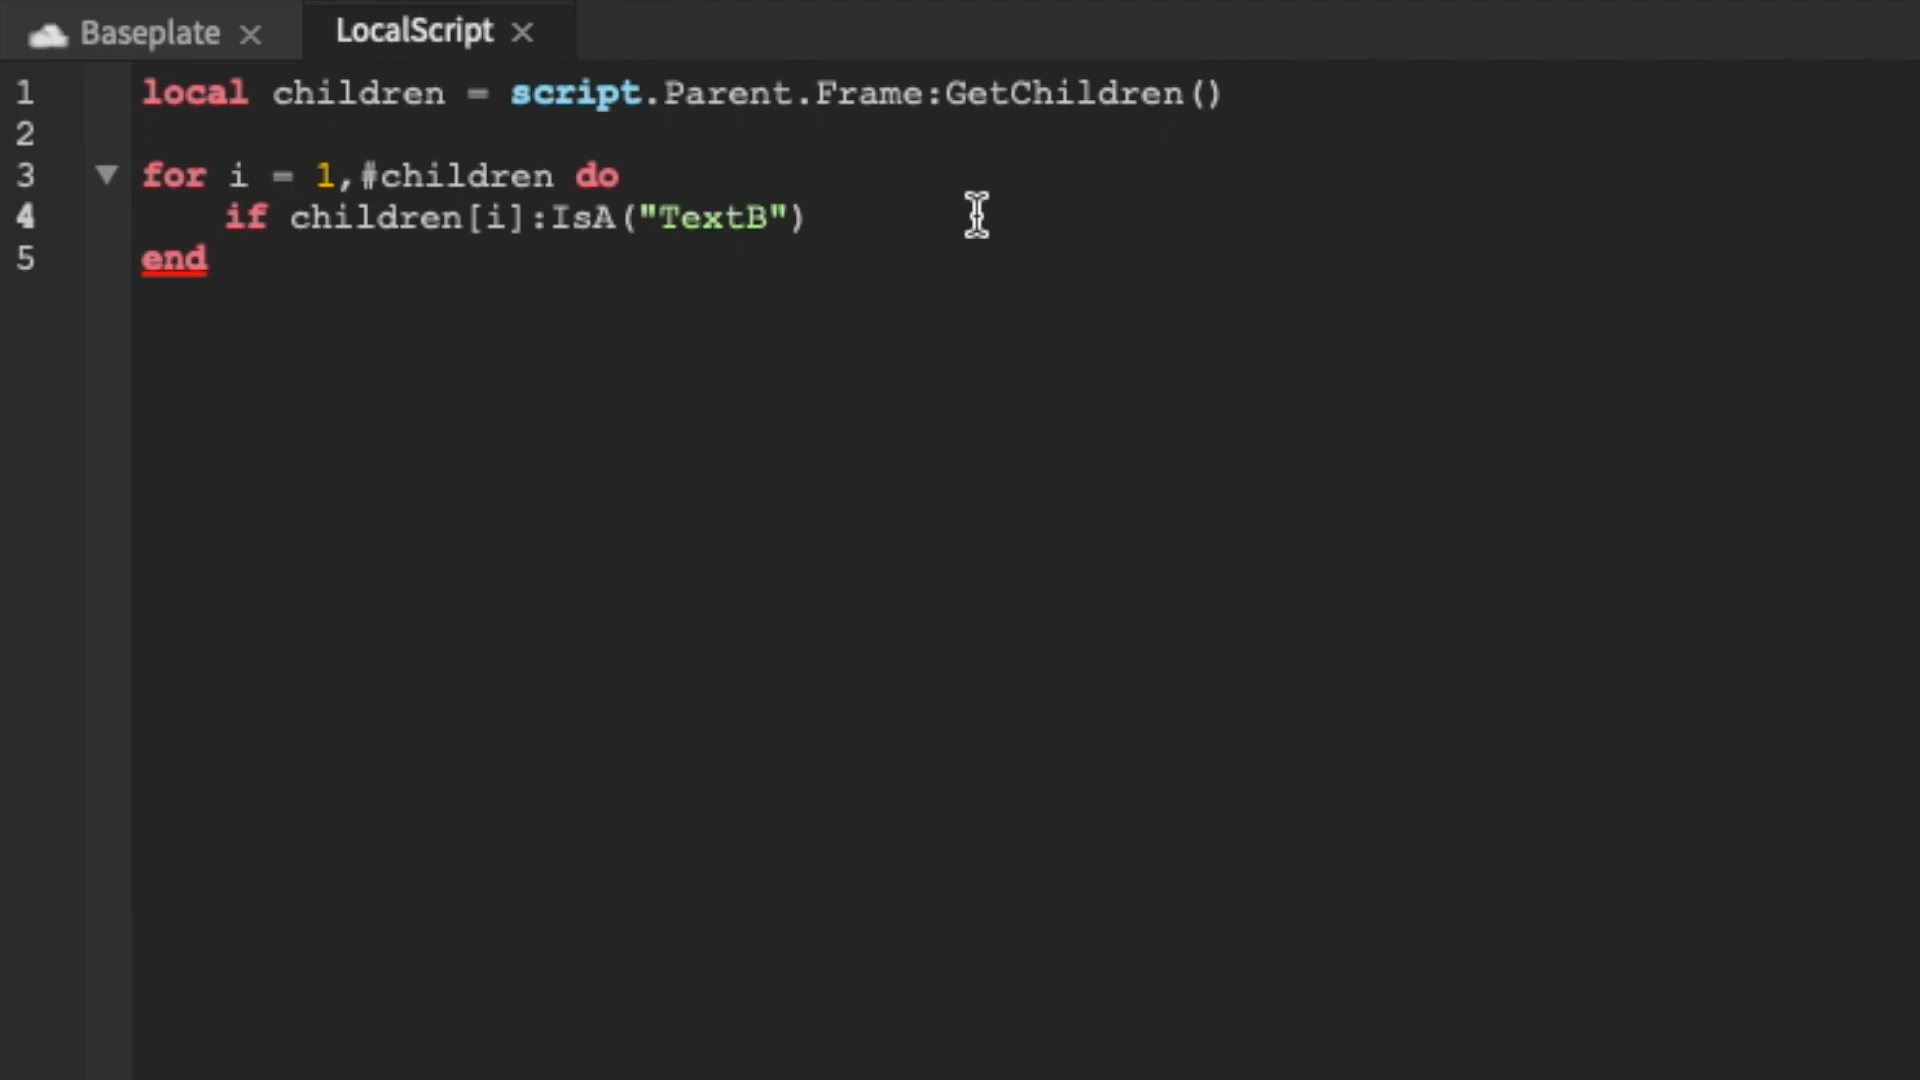 Baseplate × LocalScript ×
1 local children = script.Parent.Frame:GetChildren()
2
3 for i = 1,#children do
4 if children[i]:IsA("TextB")
5 end